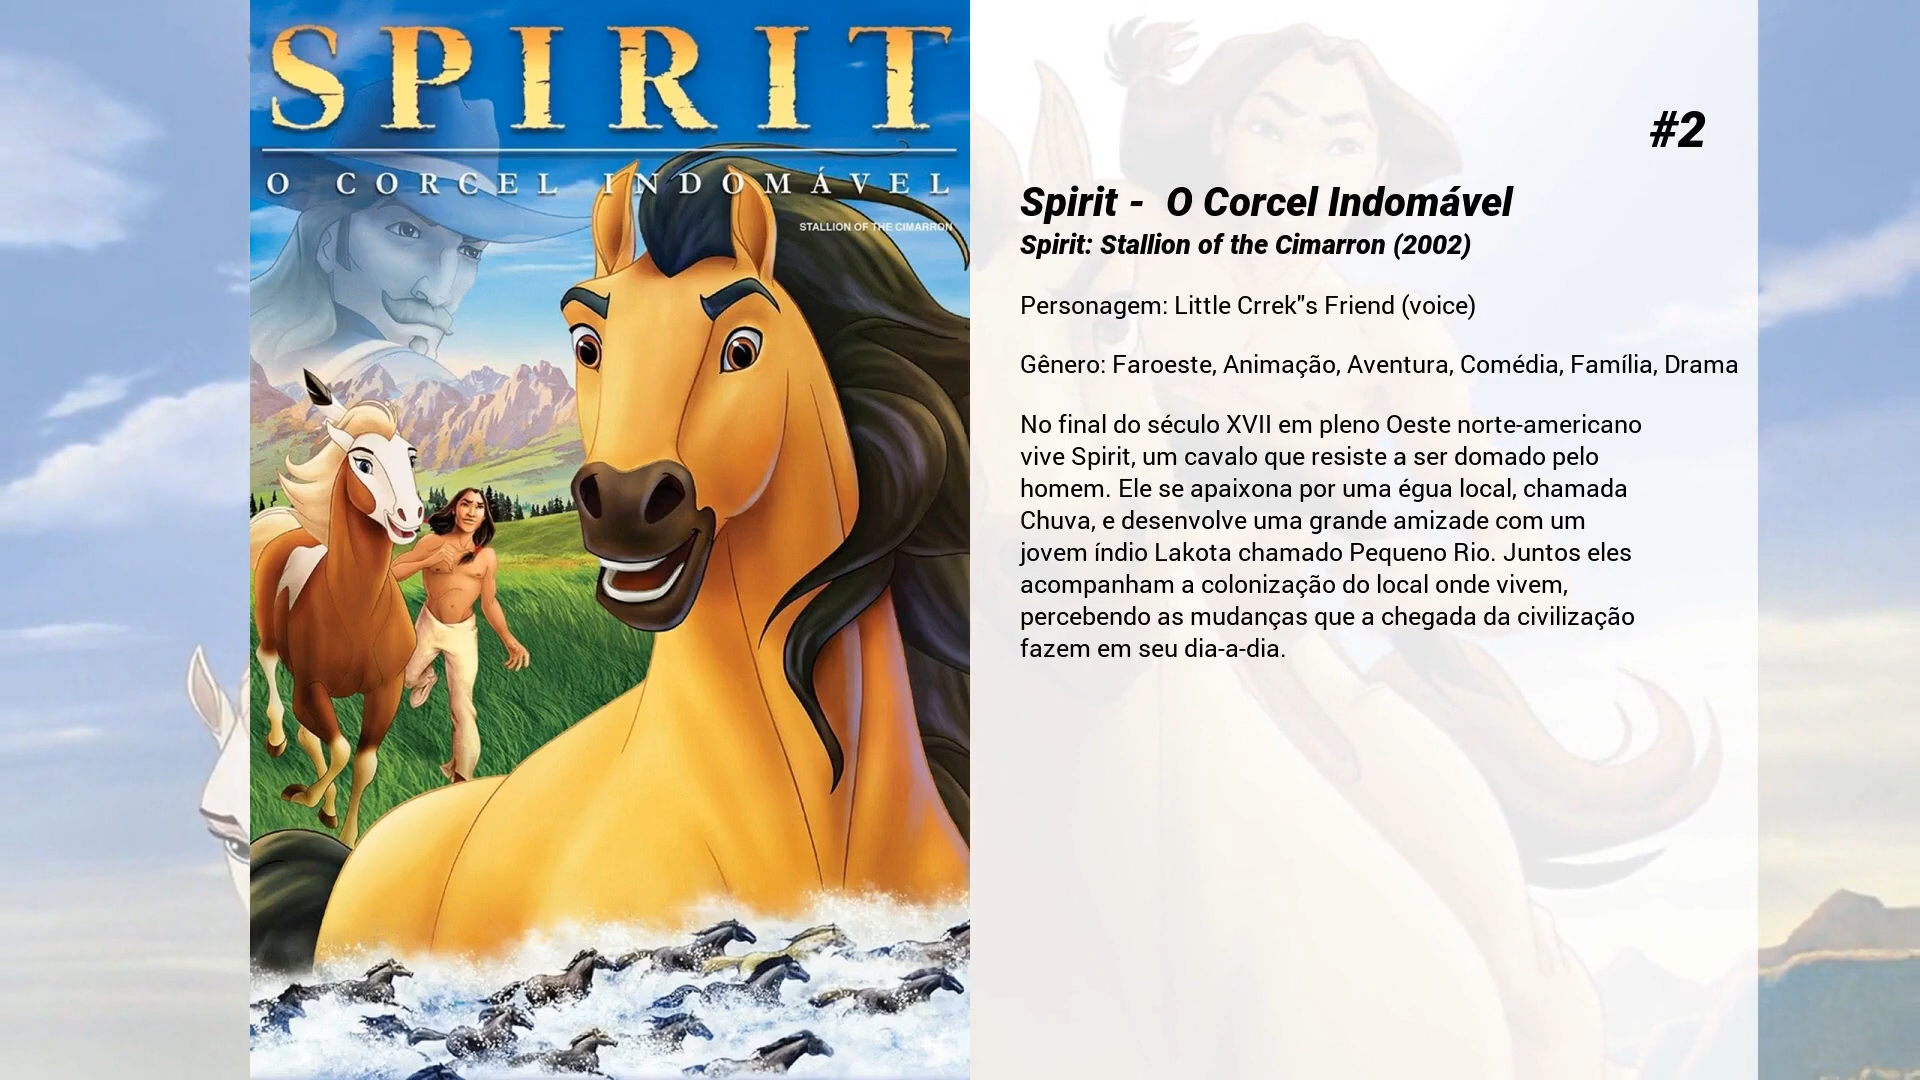 SPIRIT
O CORCEL INDOMÁVEL
STALLION OF THE CIMARRON
#2
Spirit - O Corcel Indomável
Spirit: Stallion of the Cimarron (2002)
Personagem: Little Crrek"s Friend (voice)
Gênero: Faroeste, Animação, Aventura, Comédia, Família, Drama
No final do século XVII em pleno Oeste norte-americano
vive Spirit, um cavalo que resiste a ser domado pelo
homem. Ele se apaixona por uma égua local, chamada
Chuva, e desenvolve uma grande amizade com um
jovem índio Lakota chamado Pequeno Rio. Juntos eles
acompanham a colonização do local onde vivem,
percebendo as mudanças que a chegada da civilização
fazem em seu dia-a-dia.